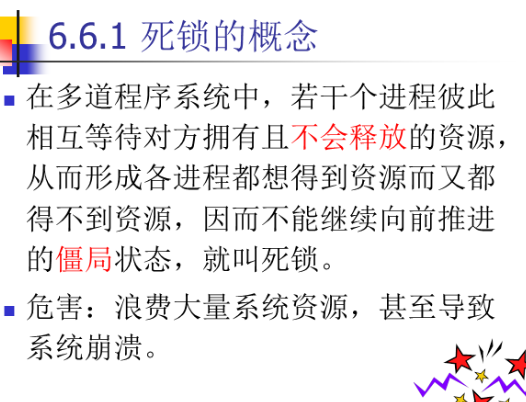 6.6.1 死锁的概念
在多道程序系统中，若干个进程彼此
相互等待对方拥有且不会释放的资源，
从而形成各进程都想得到资源而又都
得不到资源，因而不能继续向前推进
的僵局状态，就叫死锁。
危害：浪费大量系统资源，甚至导致
系统崩溃。